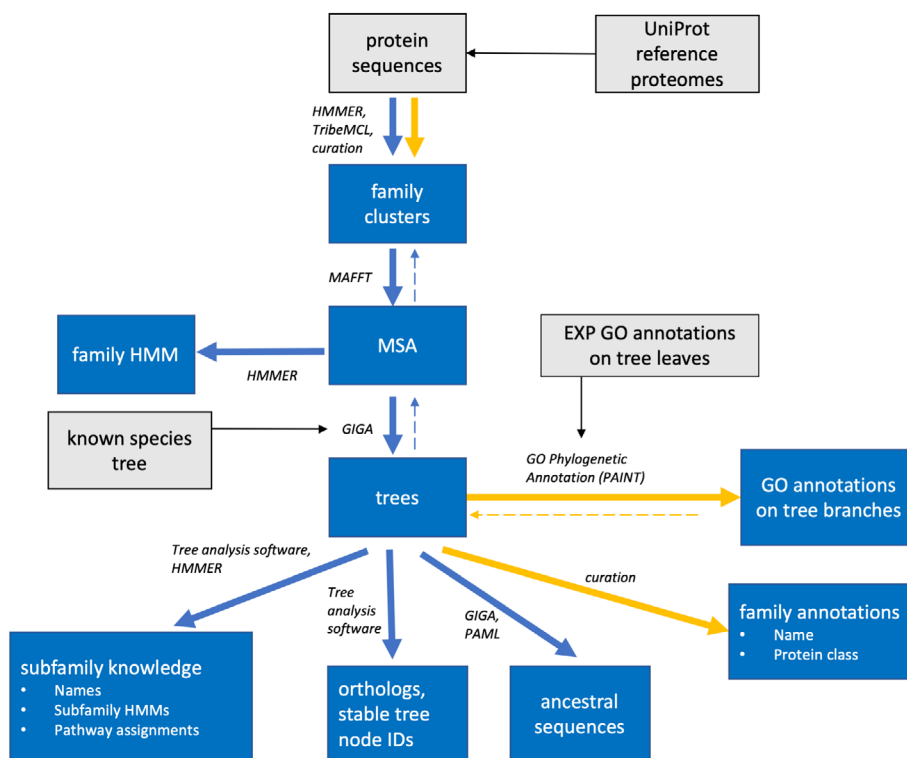 protein
sequences
UniProt
reference
proteomes
HMMER,
TribeMCL,
curation
family
clusters
MAFFT
family HMM
HMMER
MSA
EXP GO annotations
on tree leaves
known species
tree
GIGA
GO Phylogenetic
Annotation (PAINT)
trees
GO annotations
on tree branches
Tree analysis software,
HMMER
Tree
analysis
software
GIGA,
PAML
curation
family annotations
• Name
• Protein class
subfamily knowledge
• Names
• Subfamily HMMs
• Pathway assignments
orthologs,
stable tree
node IDs
ancestral
sequences